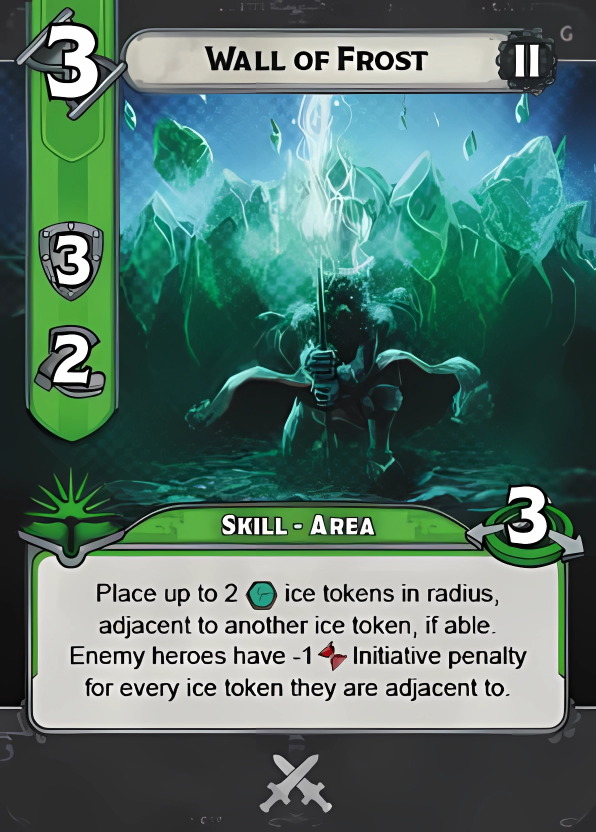 3
WALL OF FROST
II
G
3
2
SKILL - AREA
3
Place up to 2 ice tokens in radius,
adjacent to another ice token, if able.
Enemy heroes have -1 Initiative penalty
for every ice token they are adjacent to.